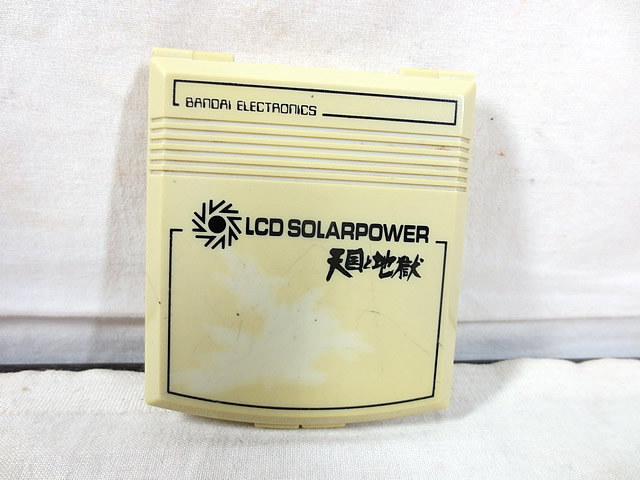 BANDAI ELECTRONICS
LCD SOLARPOWER
天国と地獄